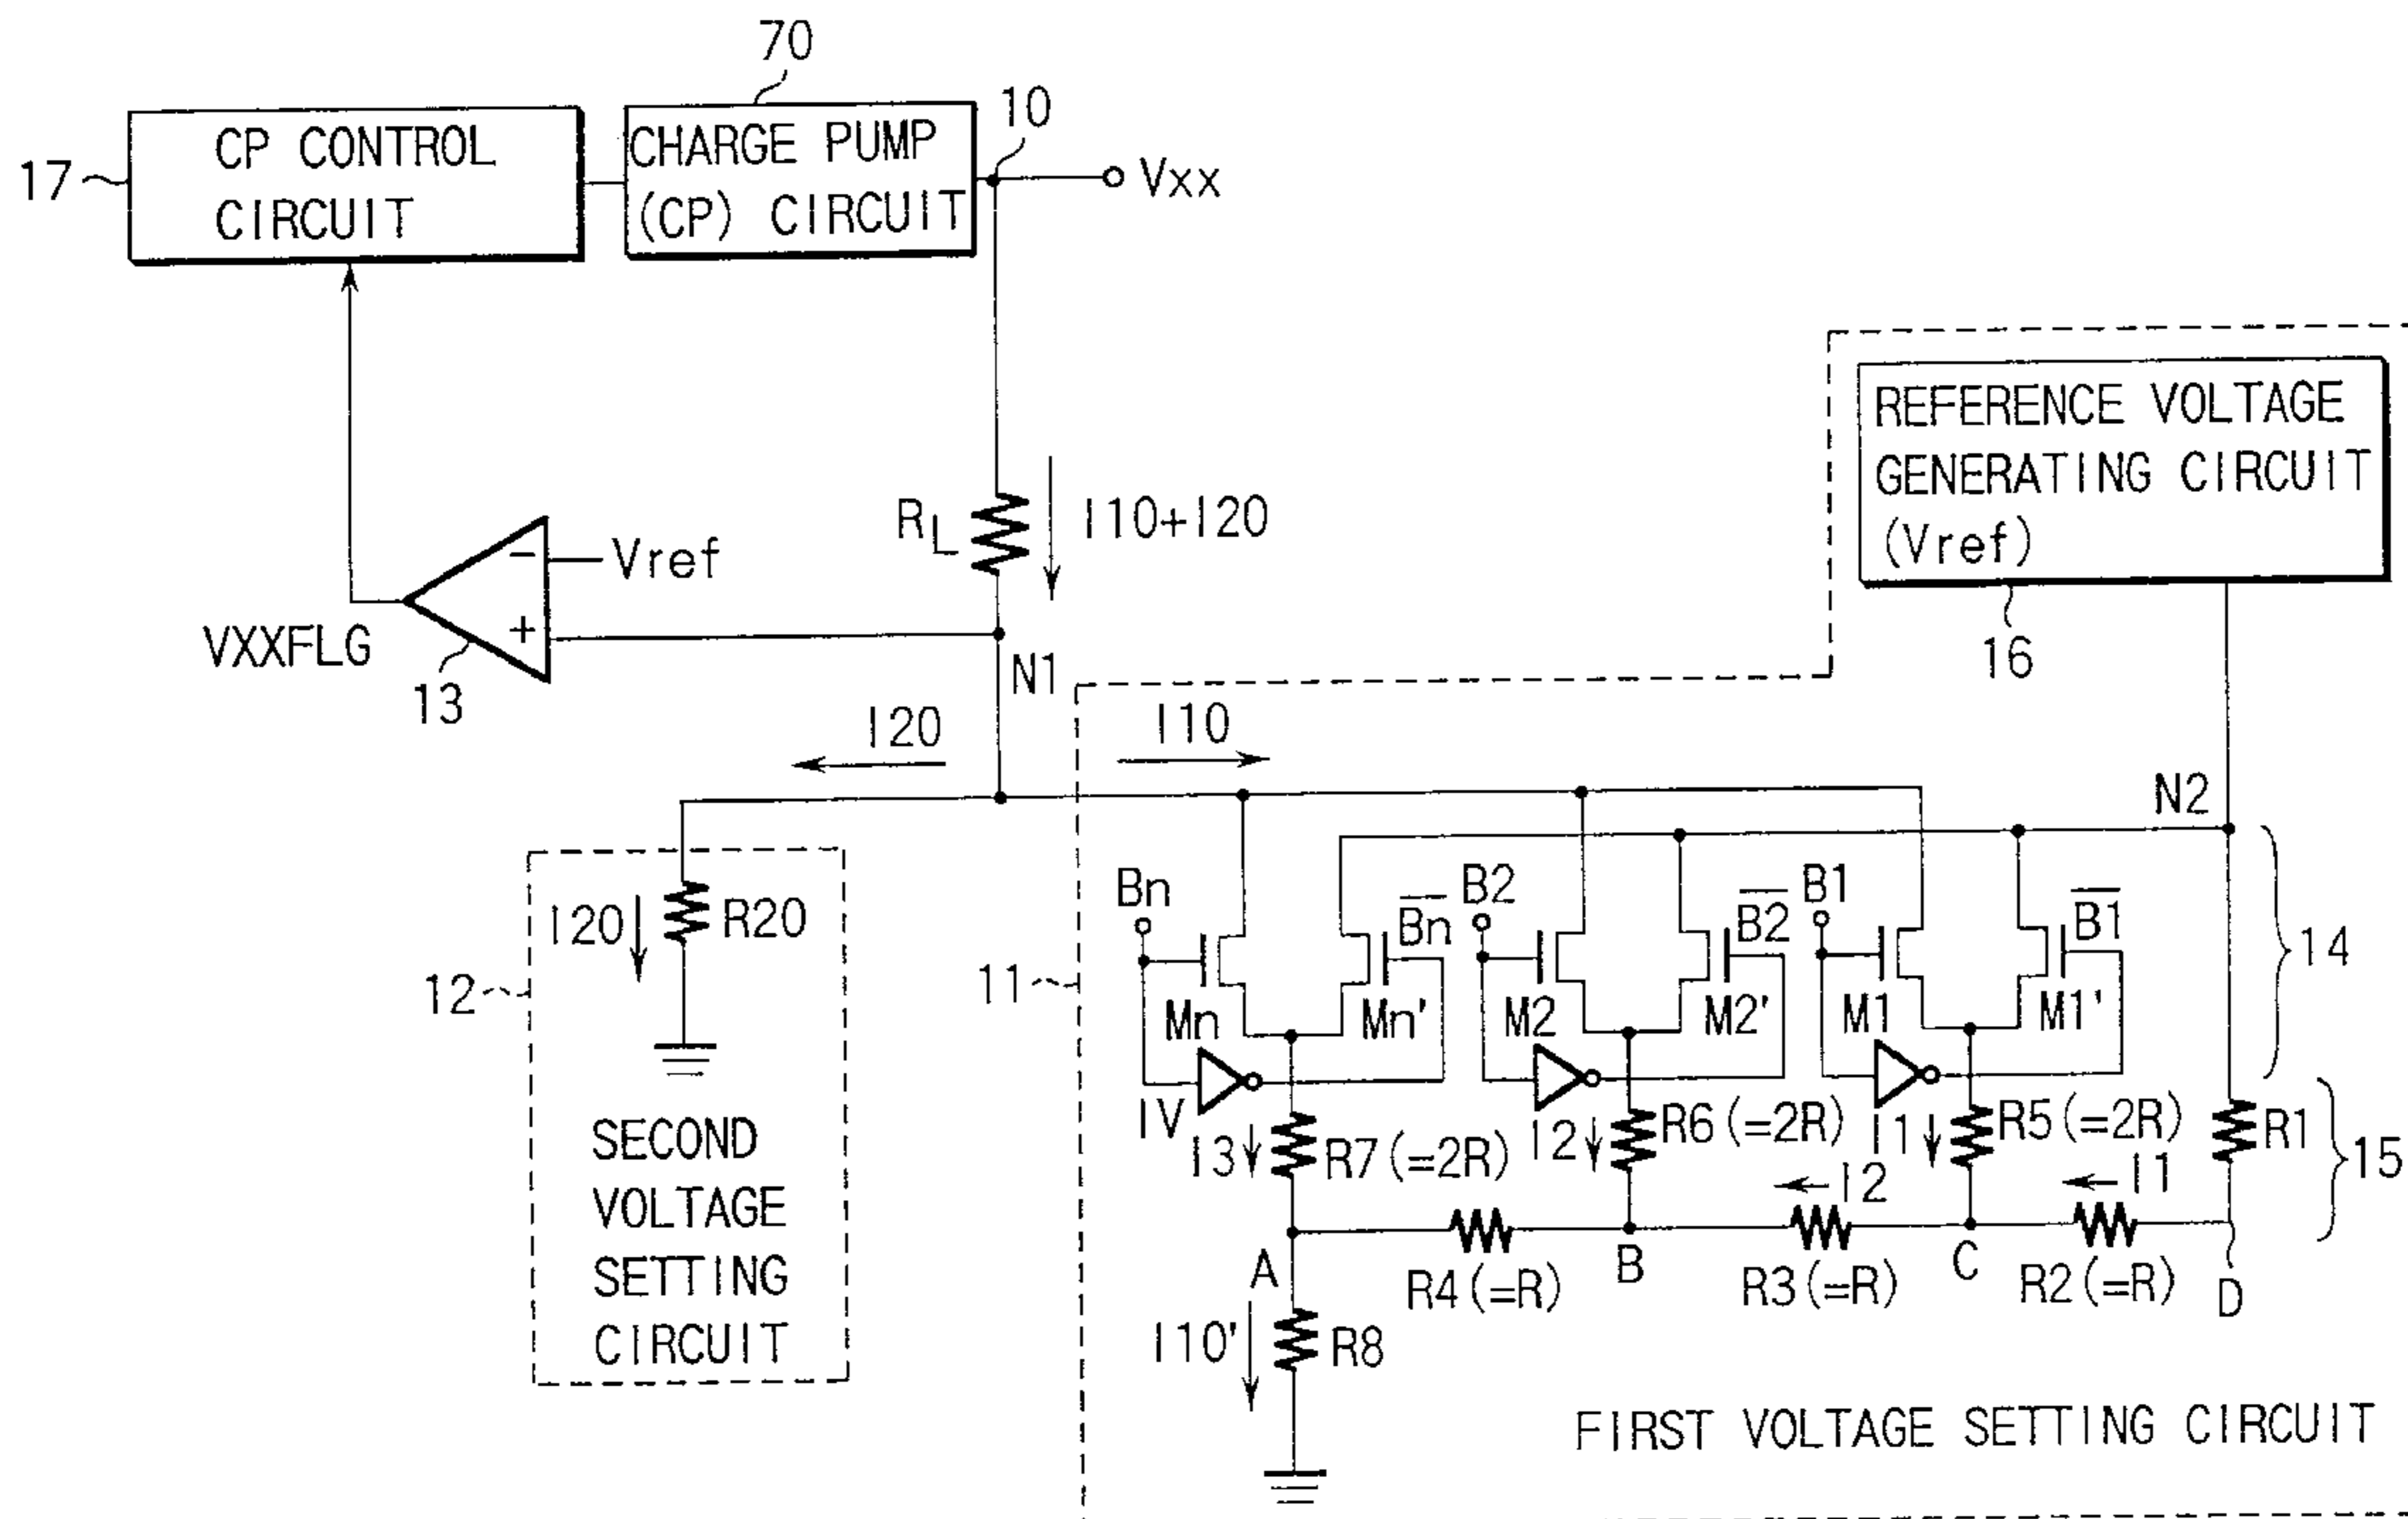 70
10
CP CONTROL
CIRCUIT
CHARGE PUMP
(CP) CIRCUIT
17
Vxx
REFERENCE VOLTAGE
GENERATING CIRCUIT
(Vref)
16
RL
I10+I20
Vref
−
+
VXXFLG
13
N1
I20
I10
N2
Bn
B̅n̅
B2
B̅2̅
B1
B̅1̅
14
I20
R20
12
11
Mn
Mn'
M2
M2'
M1
M1'
IV
I3
R7(=2R)
I2
R6(=2R)
I1
R5(=2R)
R1
15
I2
I1
A
R4(=R)
B
R3(=R)
C
R2(=R)
D
I10'
R8
SECOND
VOLTAGE
SETTING
CIRCUIT
FIRST VOLTAGE SETTING CIRCUIT